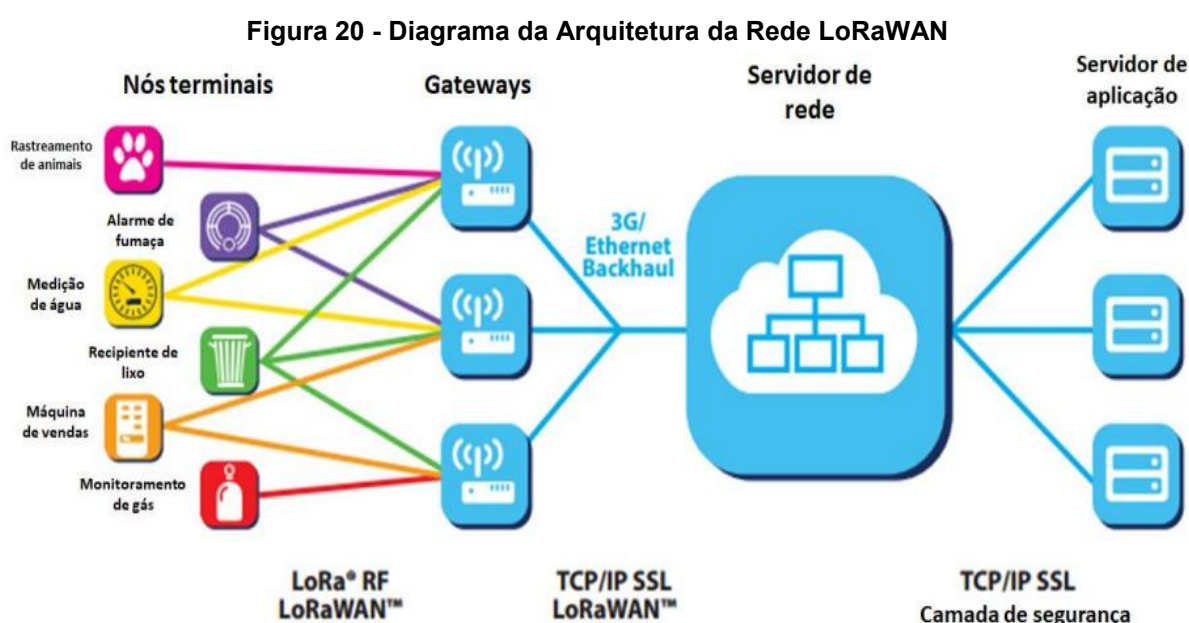 Figura 20 - Diagrama da Arquitetura da Rede LoRaWAN
Nós terminais
Gateways
Servidor de
rede
Servidor de
aplicação
Rastreamento
de animais
Alarme de
fumaça
Medição
de água
Recipiente de
lixo
Máquina
de vendas
Monitoramento
de gás
3G/
Ethernet
Backhaul
LoRa® RF
LoRaWAN™
TCP/IP SSL
LoRaWAN™
TCP/IP SSL
Camada de segurança